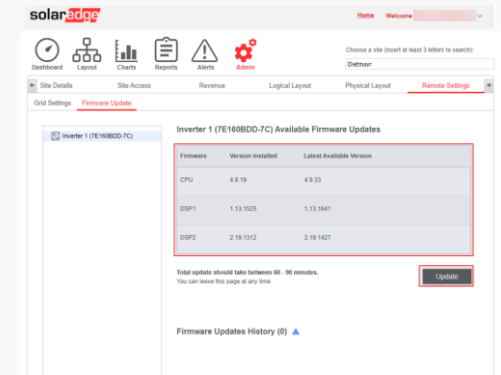 solaredge
Home Welcome
Dashboard Layout Charts Reports Alerts Admin
Choose a site (insert at least 3 letters to search):
Dietmayr
Site Details Site Access Revenue Logical Layout Physical Layout Remote Settings
Grid Settings Firmware Update
Inverter 1 (7E160BDD-7C)
Inverter 1 (7E160BDD-7C) Available Firmware Updates
Firmware Version Installed Latest Available Version
CPU 4.8.19 4.9.33
DSP1 1.13.1525 1.13.1641
DSP2 2.19.1312 2.19.1427
Total update should take between 60 - 90 minutes.
You can leave this page at any time
Update
Firmware Updates History (0)